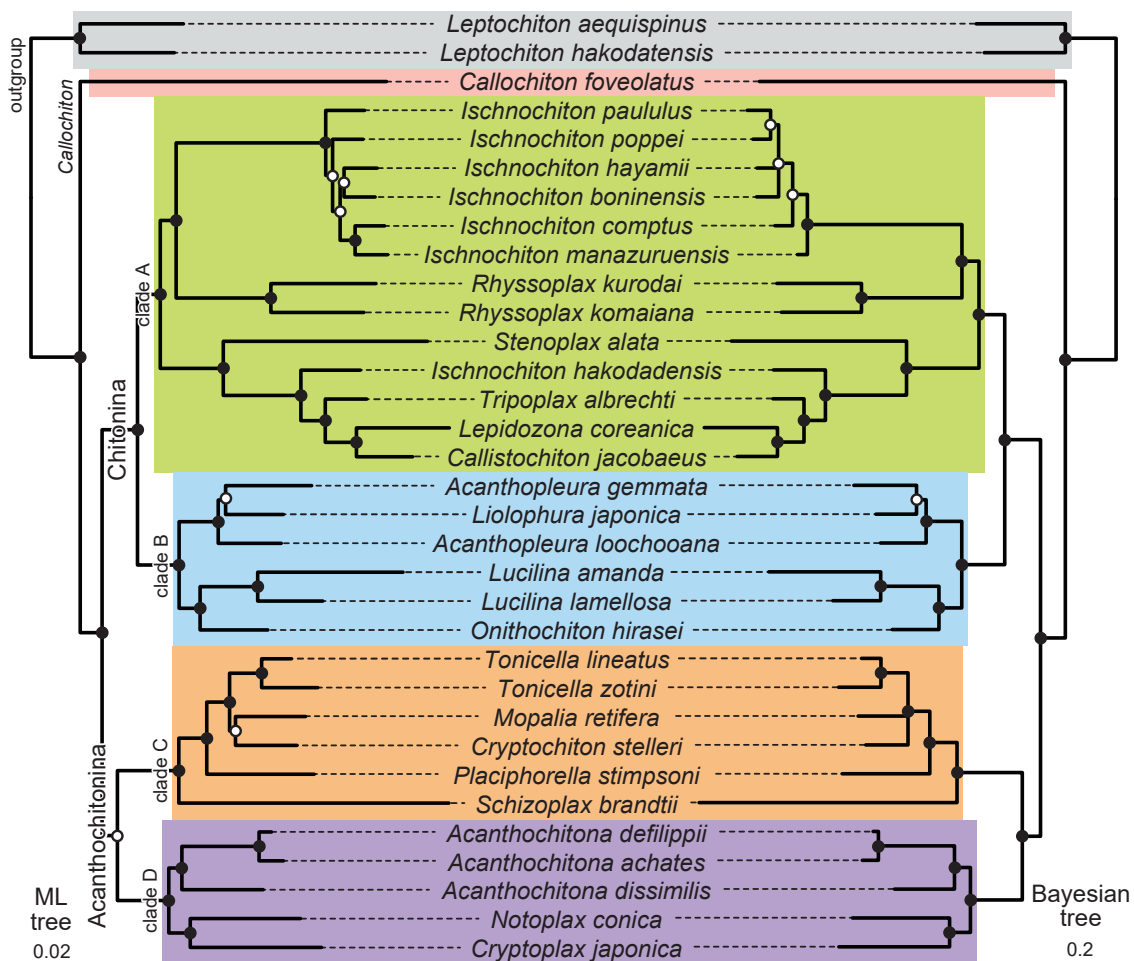 outgroup
Callochiton
Leptochiton aequispinus
Leptochiton hakodatensis
Callochiton foveolatus
Ischnochiton paululus
Ischnochiton poppei
Ischnochiton hayamii
Ischnochiton boninensis
Ischnochiton comptus
Ischnochiton manazuruensis
Rhyssoplax kurodai
Rhyssoplax komaiana
Stenoplax alata
Ischnochiton hakodadensis
Tripoplax albrechti
Lepidozona coreanica
Callistochiton jacobaeus
Acanthopleura gemmata
Liolophura japonica
Acanthopleura loochooana
Lucilina amanda
Lucilina lamellosa
Onithochiton hirasei
Tonicella lineatus
Tonicella zotini
Mopalia retifera
Cryptochiton stelleri
Placiphorella stimpsoni
Schizoplax brandtii
Acanthochitona defilippii
Acanthochitona achates
Acanthochitona dissimilis
Notoplax conica
Cryptoplax japonica
Chitonina
clade A
clade B
Acanthochitonina
clade C
clade D
ML
tree
0.02
Bayesian
tree
0.2